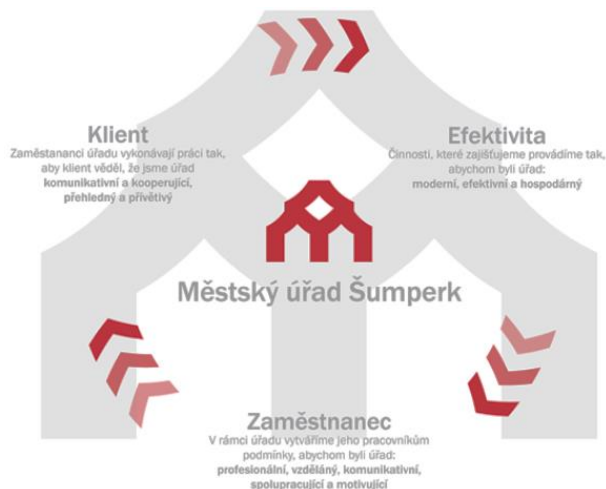 Klient
Zaměstananci úřadu vykonávají práci tak,
aby klient věděl, že jsme úřad
komunikativní a kooperující,
přehledný a přívětivý
Efektivita
Činnosti, které zajišťujeme provádíme tak,
abychom byli úřad:
moderní, efektivní a hospodárný
Městský úřad Šumperk
Zaměstnanec
V rámci úřadu vytváříme jeho pracovníkům
podmínky, abychom byli úřad:
profesionální, vzděláný, komunikativní,
spolupracující a motivující